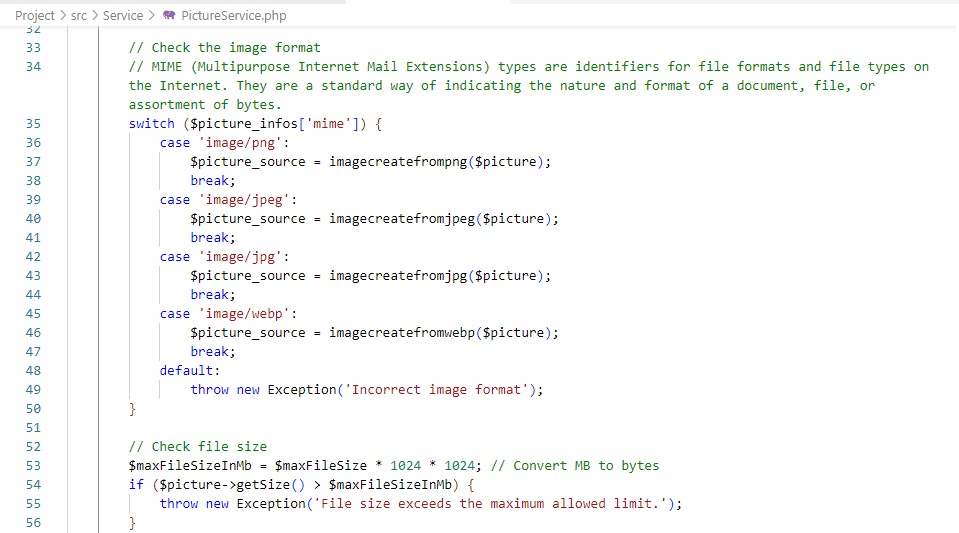 Project > src > Service > PictureService.php
32
33 // Check the image format
34 // MIME (Multipurpose Internet Mail Extensions) types are identifiers for file formats and file types on
the Internet. They are a standard way of indicating the nature and format of a document, file, or
assortment of bytes.
35 switch ($picture_infos['mime']) {
36 case 'image/png':
37 $picture_source = imagecreatefrompng($picture);
38 break;
39 case 'image/jpeg':
40 $picture_source = imagecreatefromjpeg($picture);
41 break;
42 case 'image/jpg':
43 $picture_source = imagecreatefromjpg($picture);
44 break;
45 case 'image/webp':
46 $picture_source = imagecreatefromwebp($picture);
47 break;
48 default:
49 throw new Exception('Incorrect image format');
50 }
51
52 // Check file size
53 $maxFileSizeInMb = $maxFileSize * 1024 * 1024; // Convert MB to bytes
54 if ($picture->getSize() > $maxFileSizeInMb) {
55 throw new Exception('File size exceeds the maximum allowed limit.');
56 }